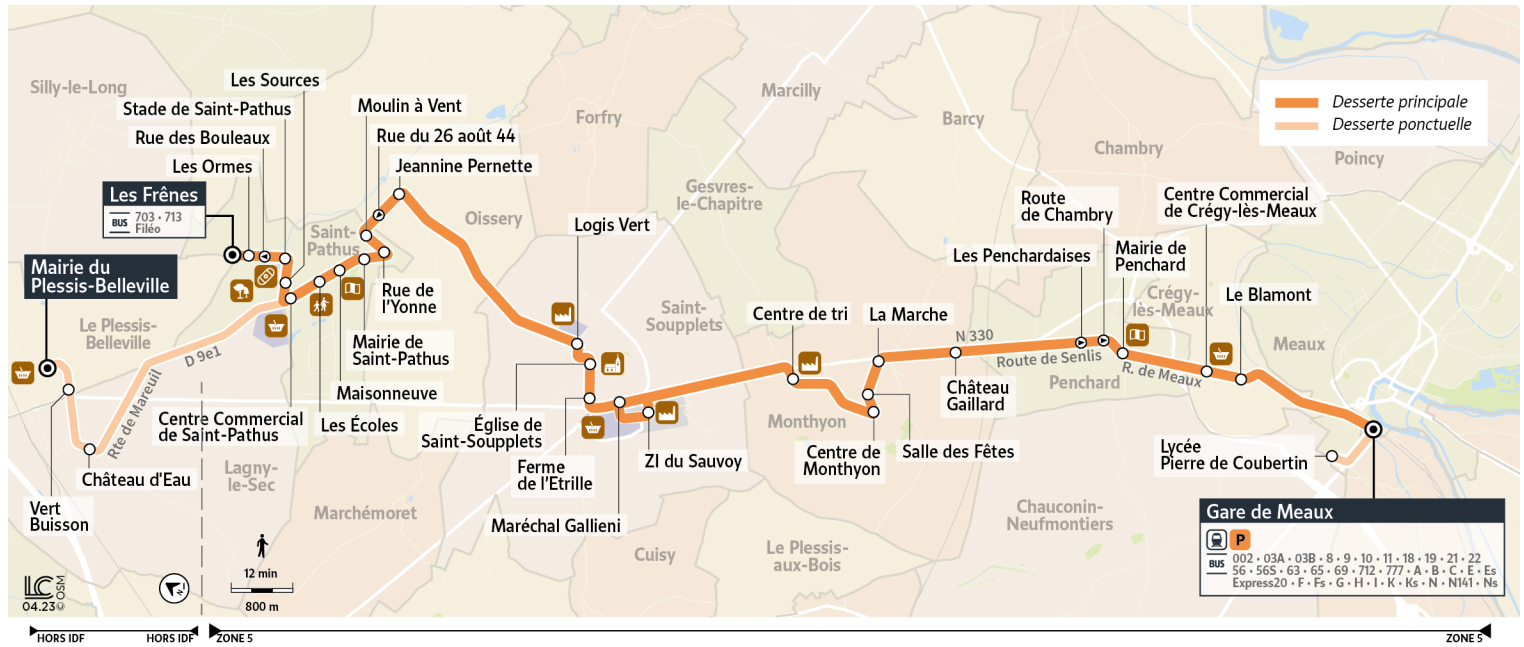 Silly-le-Long
Les Sources
Stade de Saint-Pathus
Rue des Bouleaux
Les Ormes
Les Frênes
BUS
703 • 713
Filéo
Mairie du
Plessis-Belleville
Le Plessis-
Belleville
D 9e1
Rte de Mareuil
Vert
Buisson
Château d'Eau
Centre Commercial
de Saint-Pathus
Lagny-
le-Sec
Saint-
Pathus
Moulin à Vent
Rue du 26 août 44
Jeannine Pernette
Rue de
l'Yonne
Mairie de
Saint-Pathus
Maisonneuve
Les Écoles
Oissery
Forfry
Marchémoret
Logis Vert
Église de
Saint-Soupplets
Ferme
de l'Etrille
Maréchal Gallieni
ZI du Sauvoy
Saint-
Soupplets
Gesvres-
le-Chapitre
Marcilly
Cuisy
Le Plessis-
aux-Bois
Centre de tri
Monthyon
La Marche
Centre de
Monthyon
Salle des Fêtes
Barcy
N 330
Route de Senlis
Château
Gaillard
Les Penchardaises
Route
de Chambry
Mairie de
Penchard
Penchard
R. de Meaux
Chambry
Centre Commercial
de Crégy-lès-Meaux
Crégy-
lès-Meaux
Le Blamont
Meaux
Poincy
Chauconin-
Neufmontiers
Lycée
Pierre de Coubertin
Gare de Meaux
P
BUS
002 • 03A • 03B • 8 • 9 • 10 • 11 • 18 • 19 • 21 • 22
56 • 56S • 63 • 65 • 69 • 712 • 777 • A • B • C • E • Es
Express20 • F • Fs • G • H • I • K • Ks • N • N141 • Ns
Desserte principale
Desserte ponctuelle
12 min
800 m
LC
04.23
© OSM
HORS IDF
HORS IDF
ZONE 5
ZONE 5